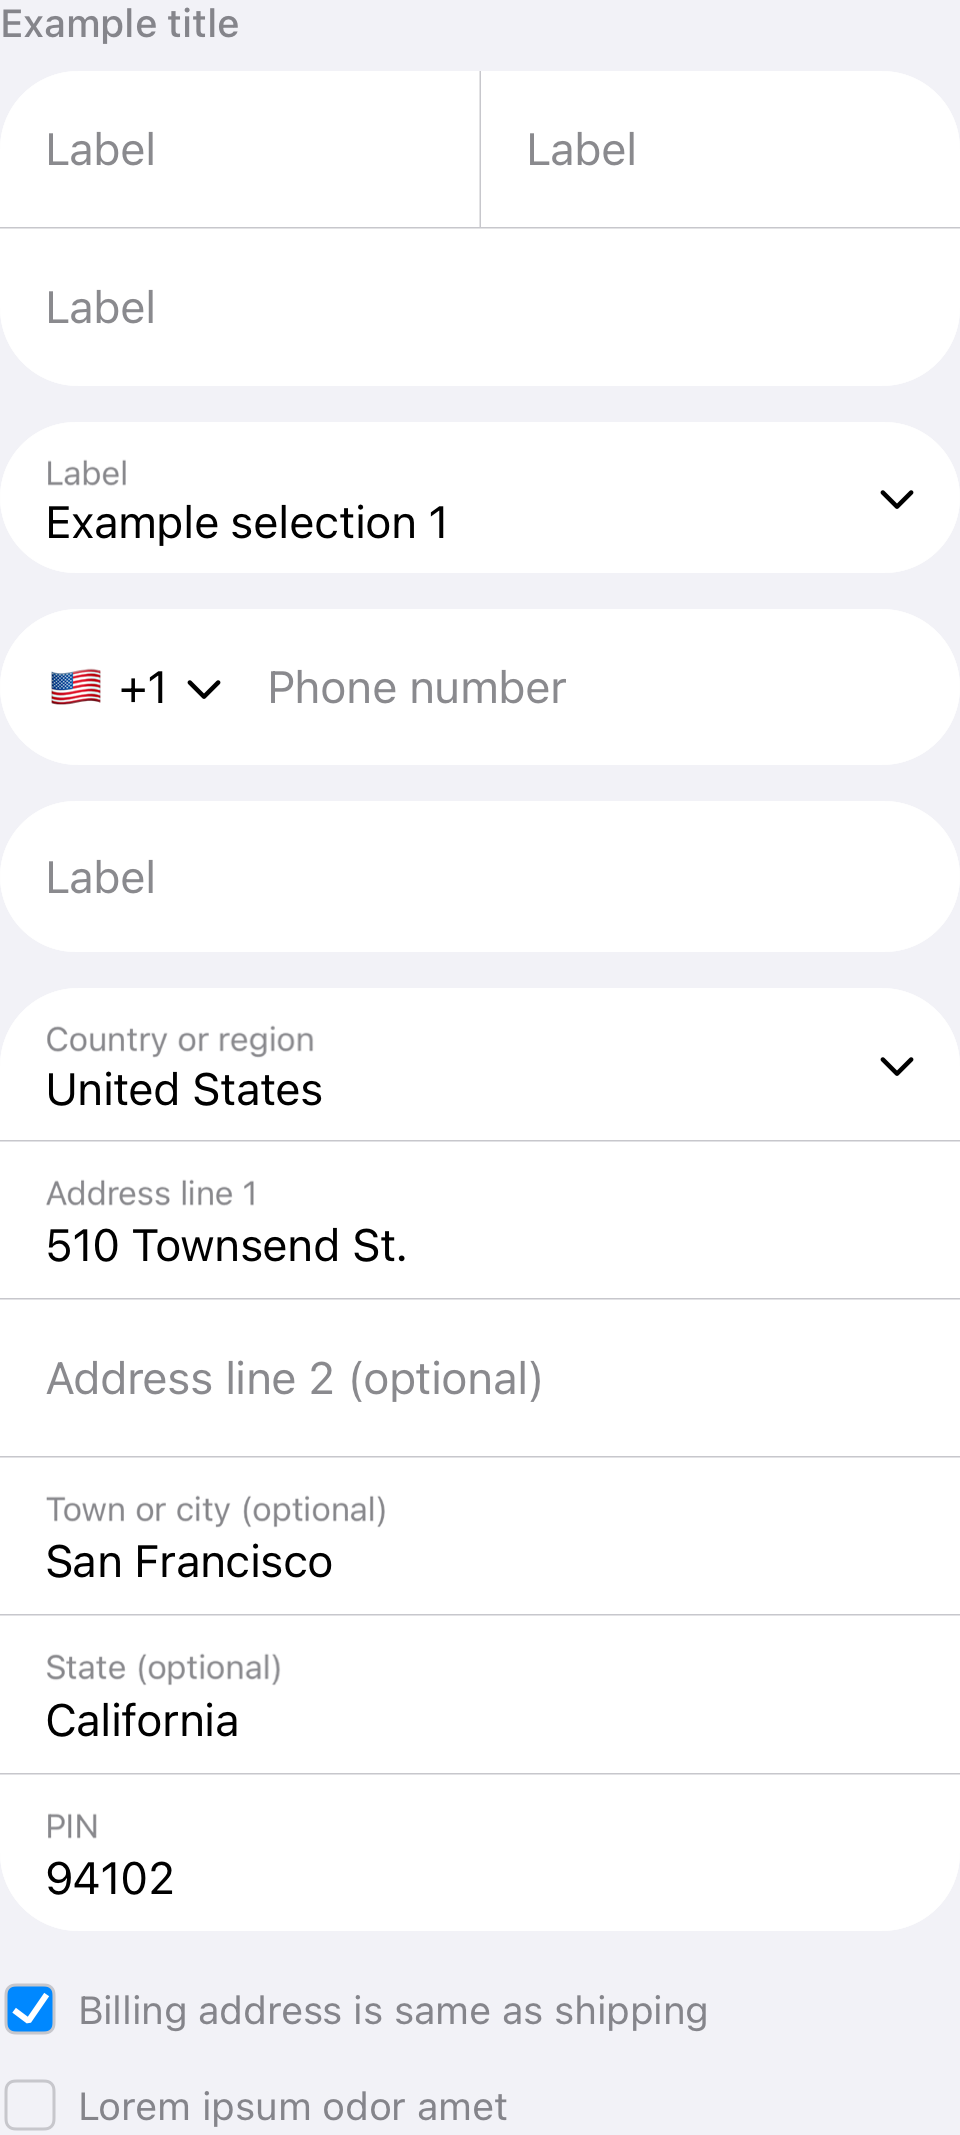 Example title
Label Label
Label
Label
Example selection 1
🇺🇸 +1 Phone number
Label
Country or region
United States
Address line 1
510 Townsend St.
Address line 2 (optional)
Town or city (optional)
San Francisco
State (optional)
California
PIN
94102
Billing address is same as shipping
Lorem ipsum odor amet